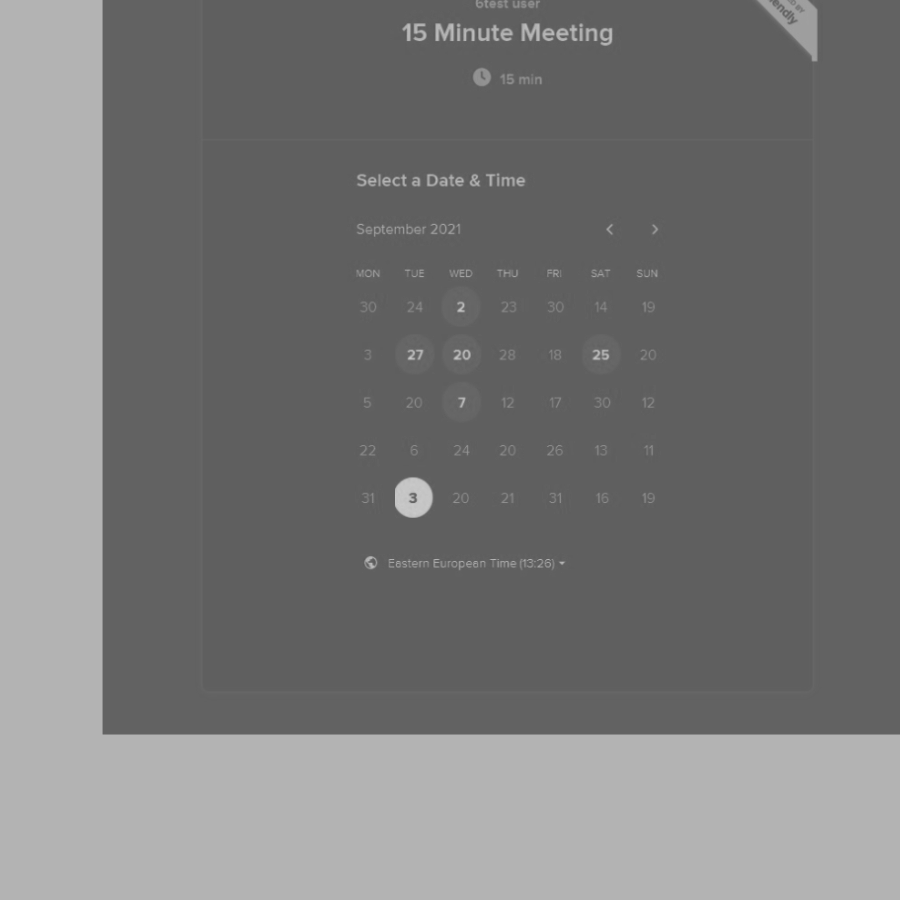 6test user
15 Minute Meeting
15 min
Select a Date & Time
September 2021
MON TUE WED THU FRI SAT SUN
30 24 2 23 30 14 19
3 27 20 28 18 25 20
5 20 7 12 17 30 12
22 6 24 20 26 13 11
31 3 20 21 31 16 19
Eestern Europeen Time (13:26)